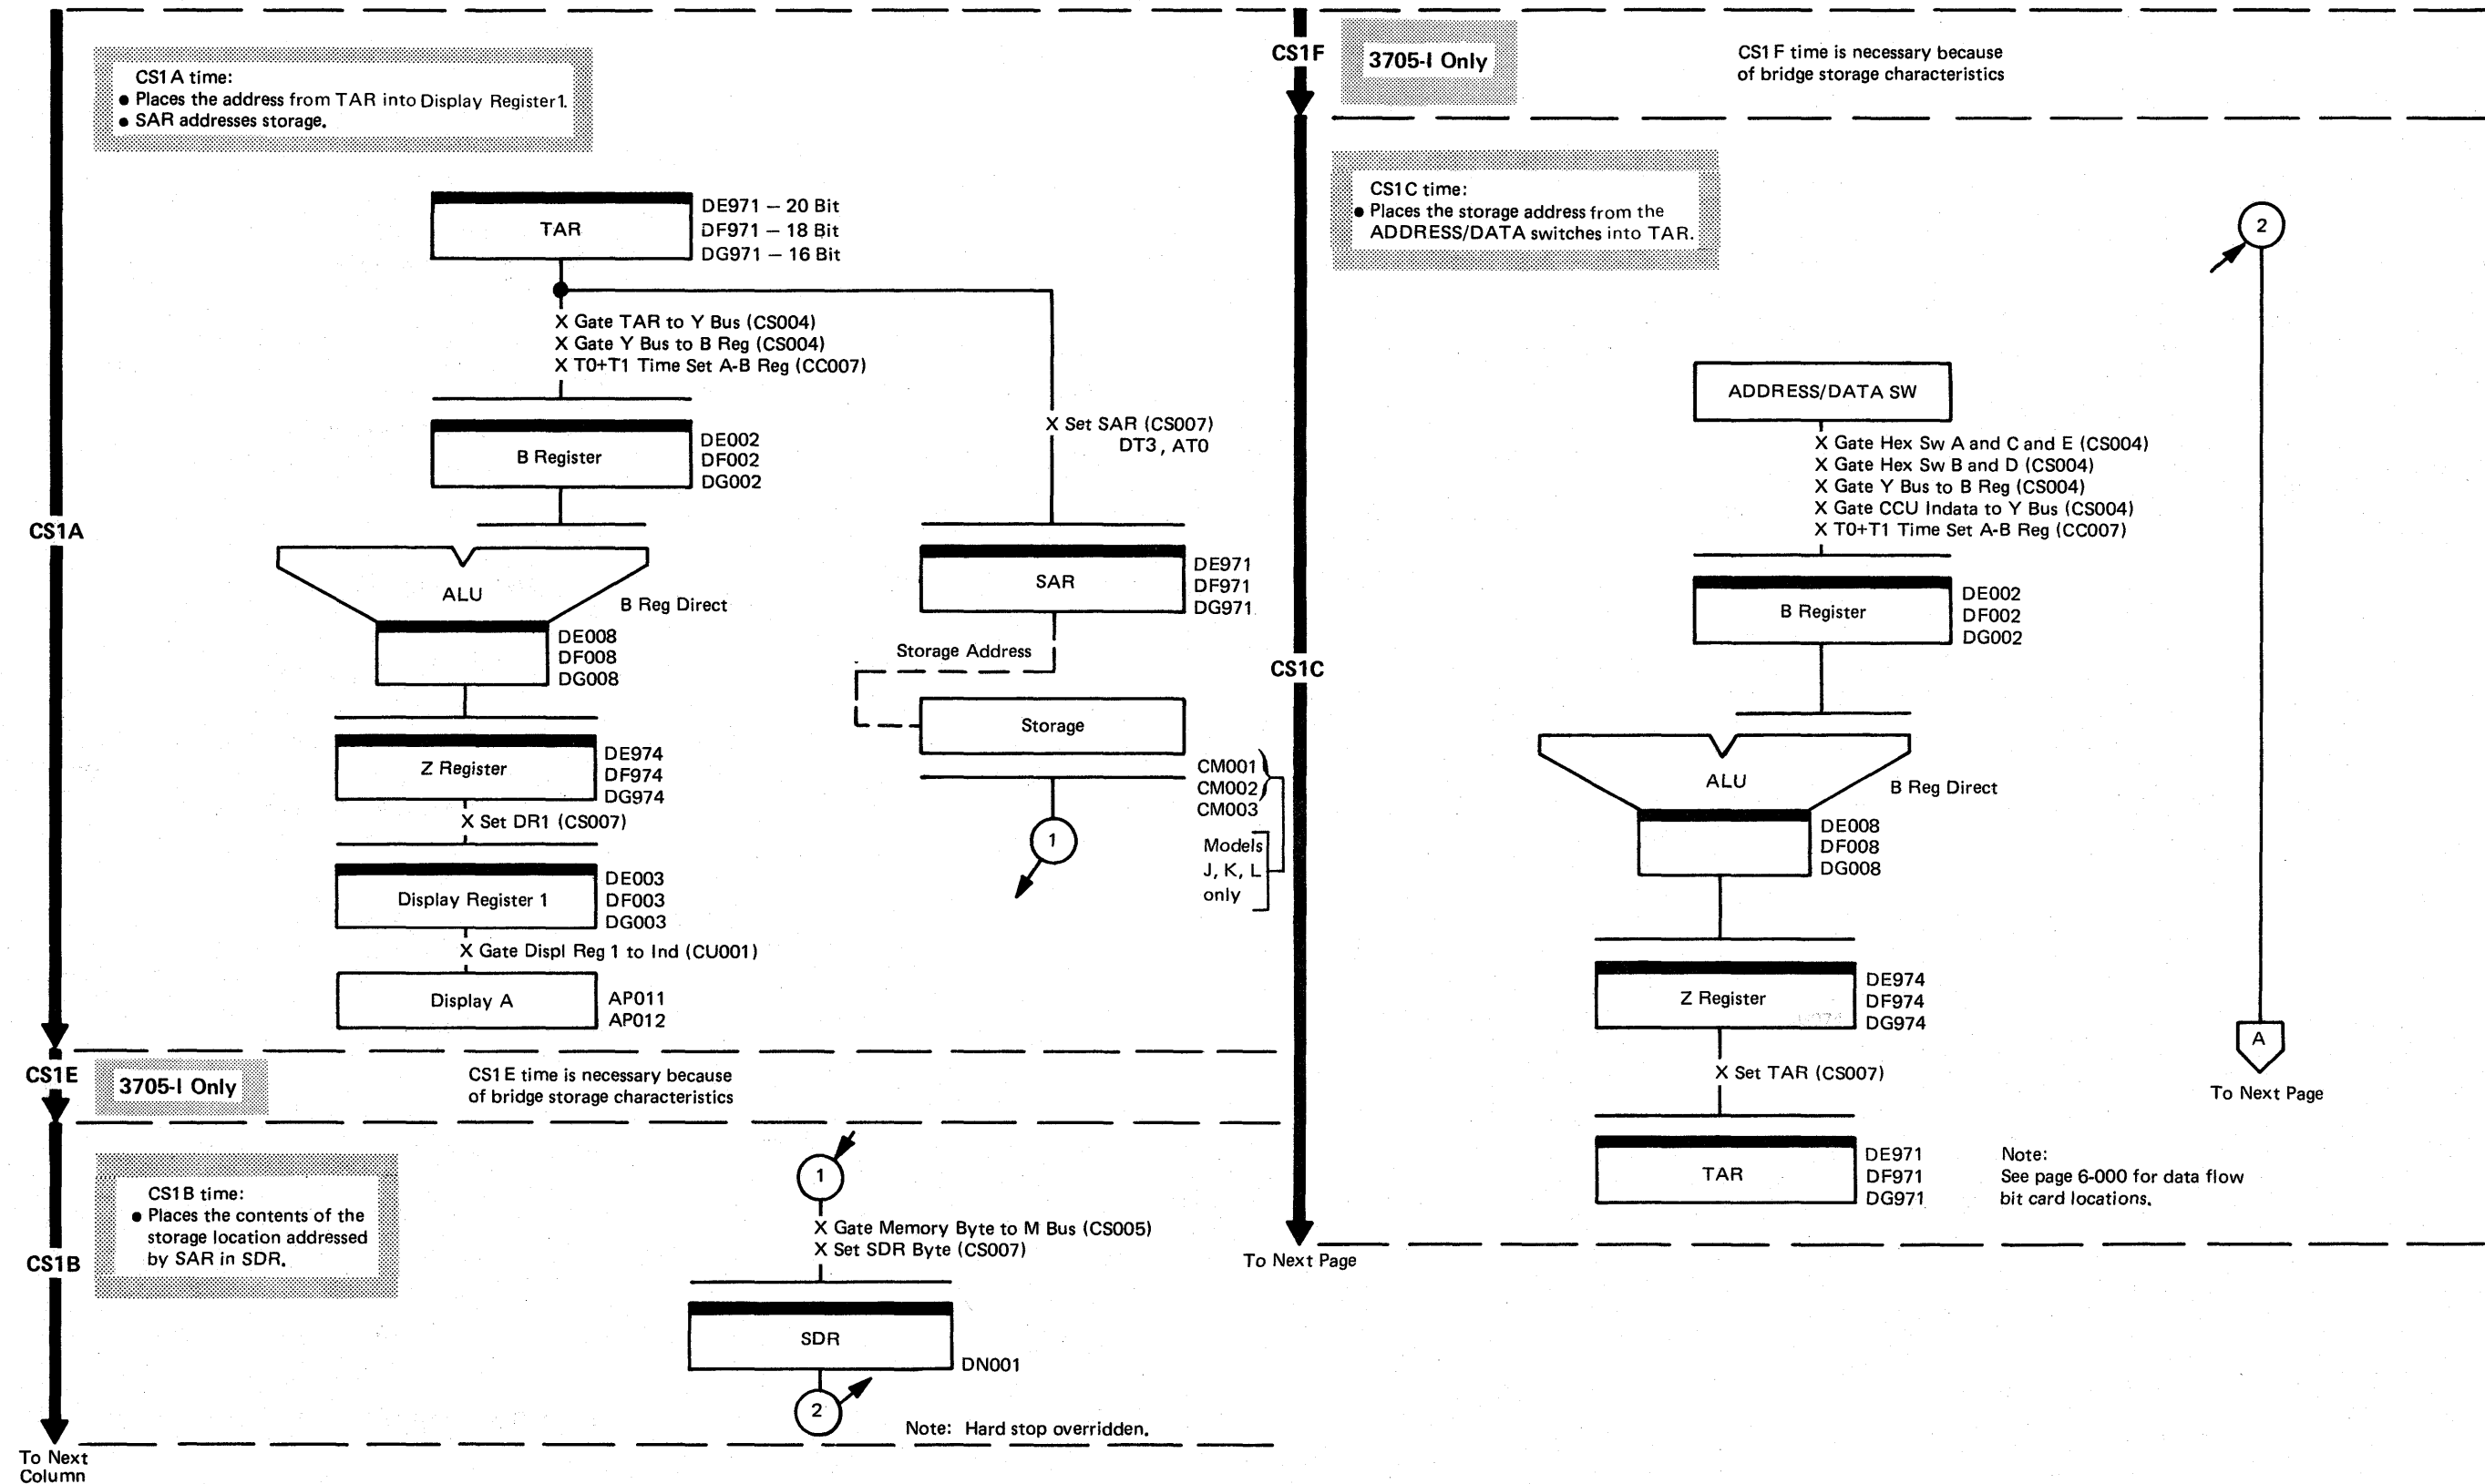 CS1A
CS1A time:
● Places the address from TAR into Display Register1.
● SAR addresses storage.
TAR
DE971 — 20 Bit
DF971 — 18 Bit
DG971 — 16 Bit
X Gate TAR to Y Bus (CS004)
X Gate Y Bus to B Reg (CS004)
X T0+T1 Time Set A-B Reg (CC007)
X Set SAR (CS007)
DT3, AT0
B Register
DE002
DF002
DG002
ALU
B Reg Direct
DE008
DF008
DG008
SAR
DE971
DF971
DG971
Storage Address
Storage
CM001
CM002
CM003
Models
J, K, L
only
1
Z Register
DE974
DF974
DG974
X Set DR1 (CS007)
Display Register 1
DE003
DF003
DG003
X Gate Displ Reg 1 to Ind (CU001)
Display A
AP011
AP012
CS1E
3705-I Only
CS1E time is necessary because
of bridge storage characteristics
CS1B
CS1B time:
● Places the contents of the
storage location addressed
by SAR in SDR.
1
X Gate Memory Byte to M Bus (CS005)
X Set SDR Byte (CS007)
SDR
DN001
2
Note: Hard stop overridden.
To Next
Column
CS1F
3705-I Only
CS1F time is necessary because
of bridge storage characteristics
CS1C
CS1C time:
● Places the storage address from the
ADDRESS/DATA switches into TAR.
2
ADDRESS/DATA SW
X Gate Hex Sw A and C and E (CS004)
X Gate Hex Sw B and D (CS004)
X Gate Y Bus to B Reg (CS004)
X Gate CCU Indata to Y Bus (CS004)
X T0+T1 Time Set A-B Reg (CC007)
B Register
DE002
DF002
DG002
ALU
B Reg Direct
DE008
DF008
DG008
Z Register
DE974
DF974
DG974
X Set TAR (CS007)
TAR
DE971
DF971
DG971
A
To Next Page
Note:
See page 6-000 for data flow
bit card locations.
To Next Page